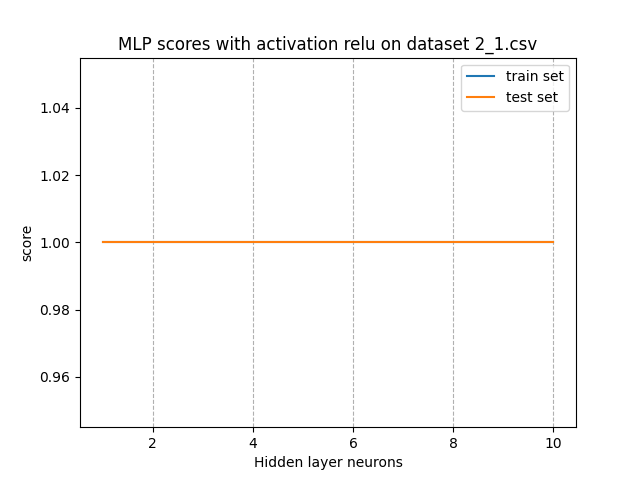 MLP scores with activation relu on dataset 2_1.csv
train set
test set
1.04
1.02
1.00
0.98
0.96
score
2 4 6 8 10
Hidden layer neurons